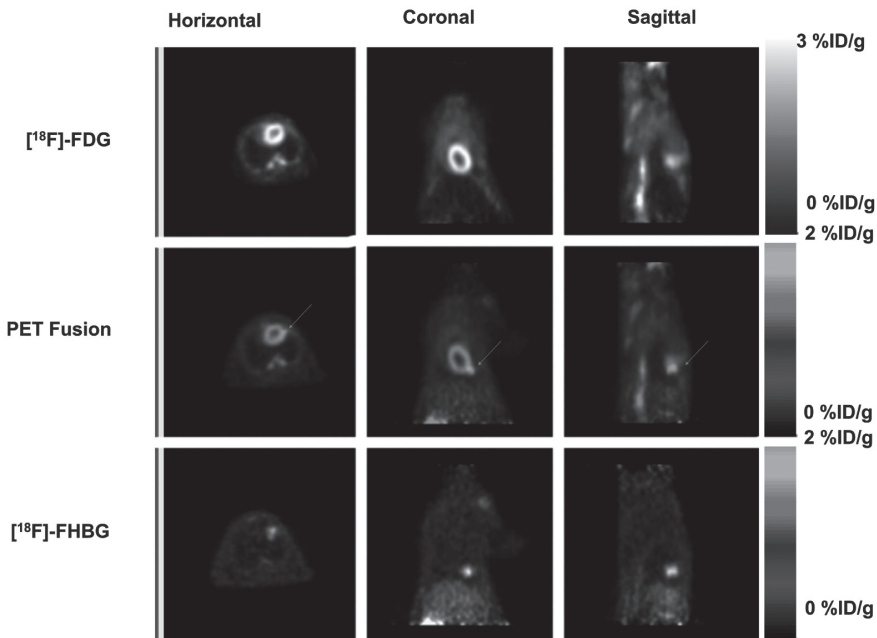 Horizontal Coronal Sagittal
3 %ID/g
[¹⁸F]-FDG
0 %ID/g
2 %ID/g
PET Fusion
0 %ID/g
2 %ID/g
[¹⁸F]-FHBG
0 %ID/g